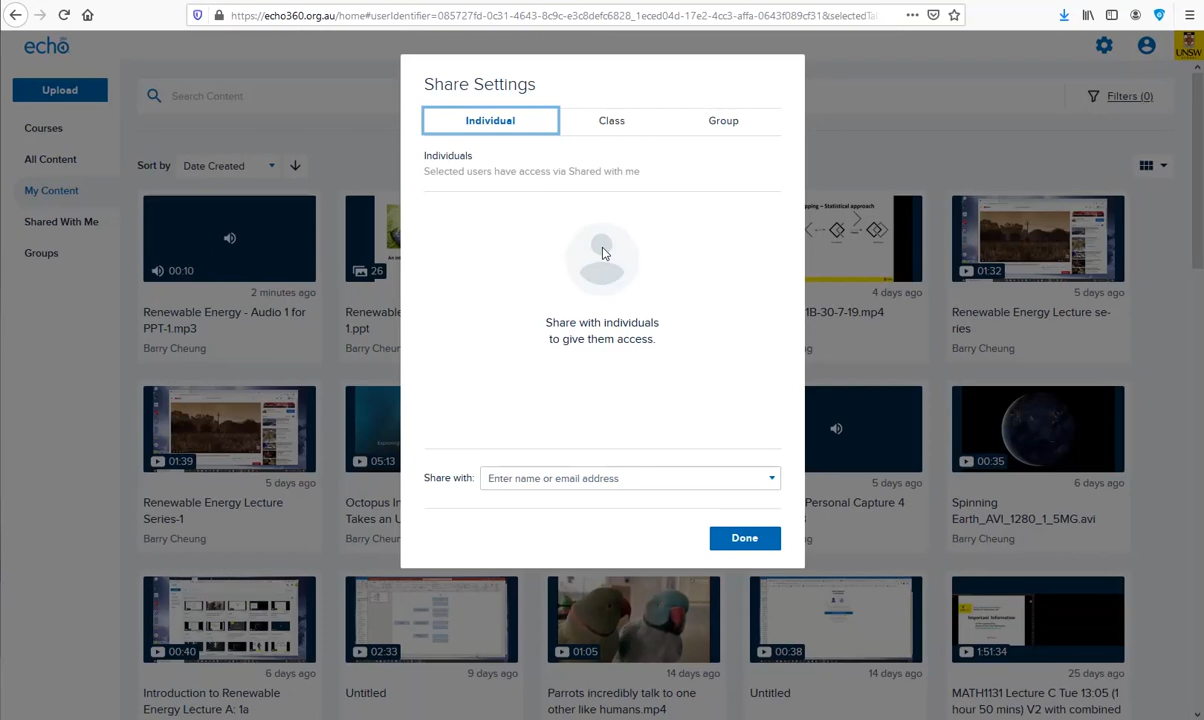 https://echo360.org.au/home#userIdentifier=085727fd-0c31-4643-8c9c-e3c8defc6828_1eced04d-17e2-4cc3-affa-0643f089cf31&selectedTa
echo
UNSW
Upload
Search Content
Filters (0)
Courses
All Content
My Content
Shared With Me
Groups
Sort by
Date Created
Share Settings
Individual
Class
Group
Individuals
Selected users have access via Shared with me
Share with individuals
to give them access.
Share with:
Enter name or email address
Done
00:10
2 minutes ago
Renewable Energy - Audio 1 for
PPT-1.mp3
Barry Cheung
26
Renewable
1.ppt
Barry Cheung
pping – Statistical approach
4 days ago
1B-30-7-19.mp4
01:32
5 days ago
Renewable Energy Lecture se-
ries
Barry Cheung
01:39
5 days ago
Renewable Energy Lecture
Series-1
Barry Cheung
05:13
Octopus In
Takes an U
Barry Cheung
5 days ago
Personal Capture 4
00:35
6 days ago
Spinning
Earth_AVI_1280_1_5MG.avi
Barry Cheung
00:40
6 days ago
Introduction to Renewable
Energy Lecture A: 1a
02:33
9 days ago
Untitled
01:05
14 days ago
Parrots incredibly talk to one
other like humans.mp4
00:38
14 days ago
Untitled
Important Information
1:51:34
25 days ago
MATH1131 Lecture C Tue 13:05 (1
hour 50 mins) V2 with combined